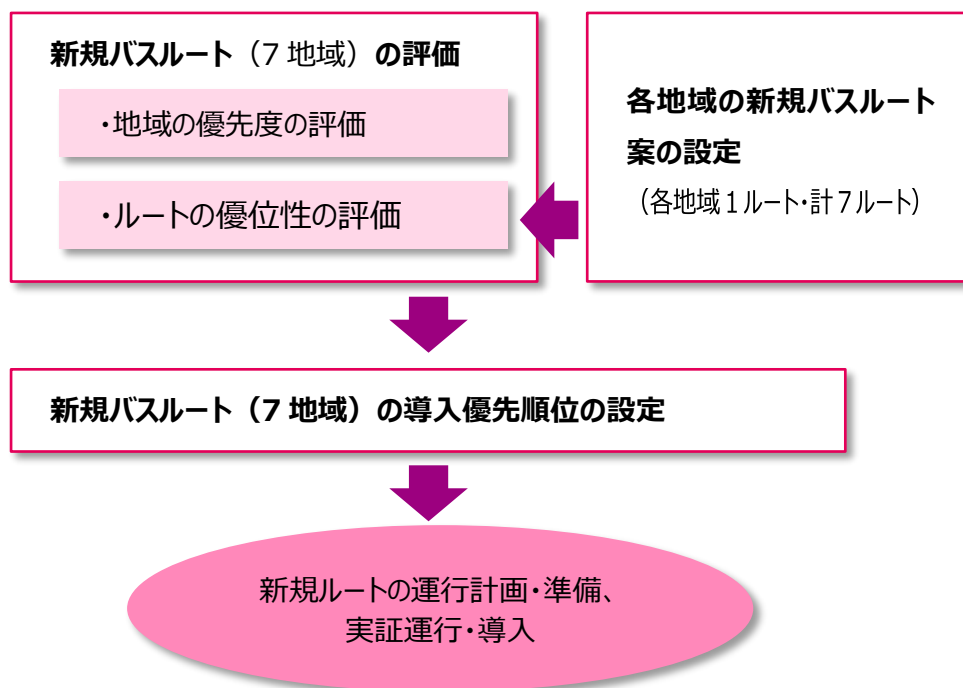 新規バスルート（7 地域）の評価
・地域の優先度の評価
・ルートの優位性の評価
各地域の新規バスルート
案の設定
（各地域１ルート・計７ルート）
新規バスルート（7 地域）の導入優先順位の設定
新規ルートの運行計画・準備、
実証運行・導入